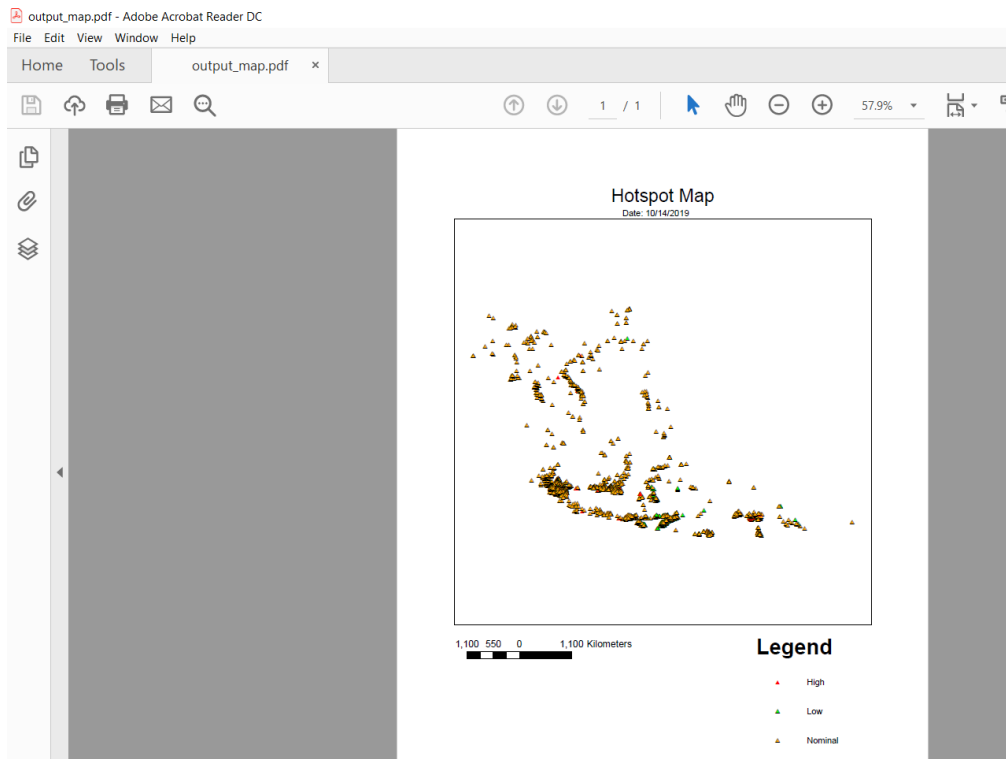 output_map.pdf - Adobe Acrobat Reader DC
File Edit View Window Help
Home Tools output_map.pdf ×
1 / 1 57.9%
Hotspot Map
Date: 10/14/2019
1,100 550 0 1,100 Kilometers
Legend
High
Low
Nominal